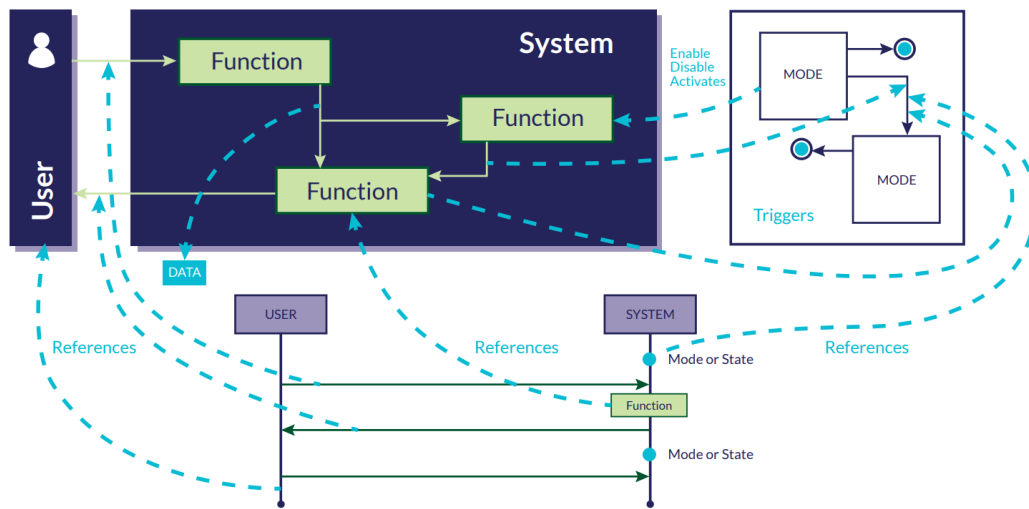 User
System
Function
Function
Function
DATA
Enable
Disable
Activates
MODE
MODE
Triggers
USER
SYSTEM
References
References
References
Mode or State
Function
Mode or State